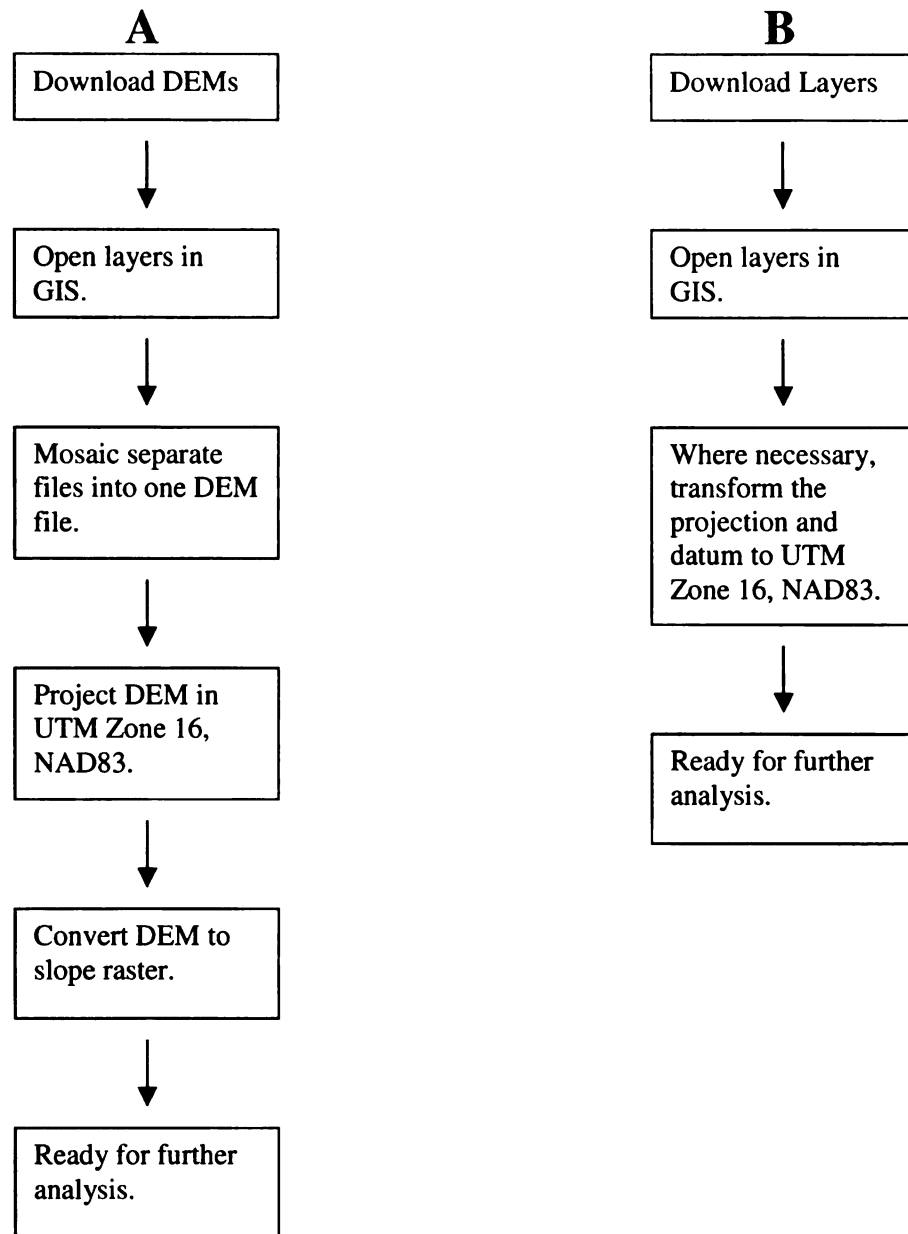 A
Download DEMs
Open layers in
GIS.
Mosaic separate
files into one DEM
file.
Project DEM in
UTM Zone 16,
NAD83.
Convert DEM to
slope raster.
Ready for further
analysis.
B
Download Layers
Open layers in
GIS.
Where necessary,
transform the
projection and
datum to UTM
Zone 16, NAD83.
Ready for further
analysis.